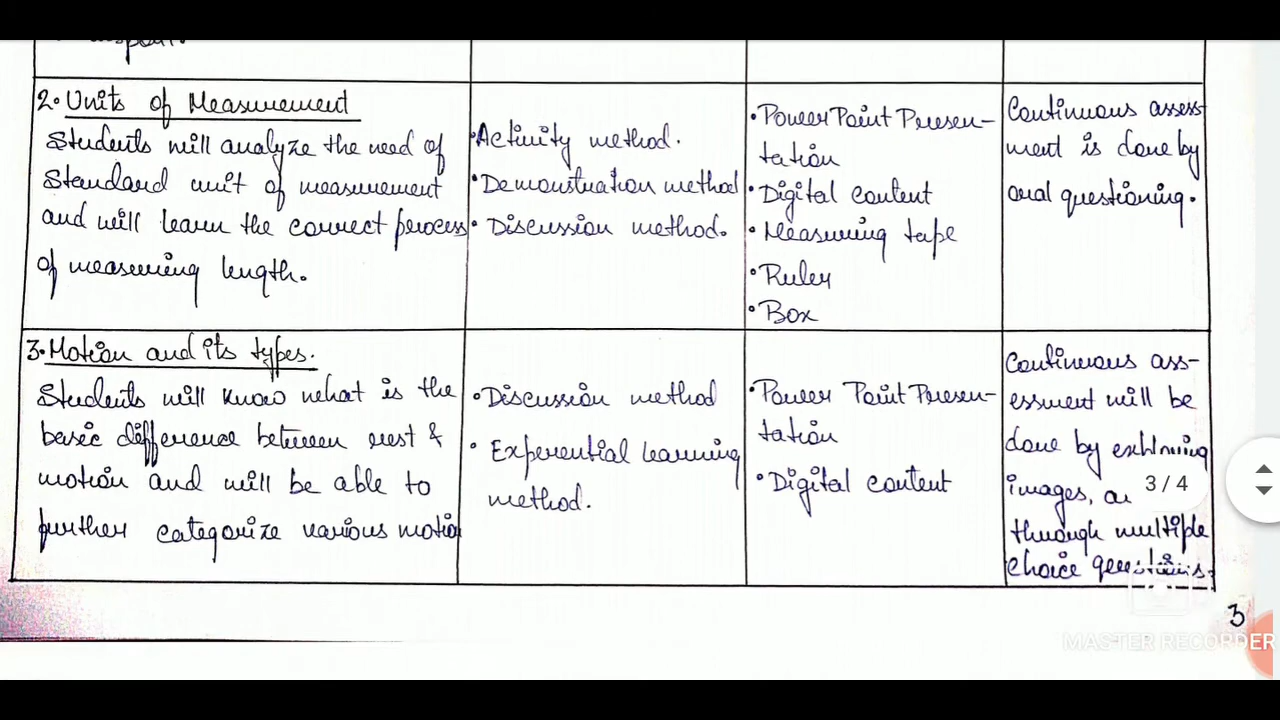 2. Units of Measurement
Students will analyze the need of
Standard unit of measurement
and will learn the correct process
of measuring length.
• Activity method.
• Demonstration method
• Discussion method.
• PowerPoint Presen-
tation
• Digital content
• Measuring tape
• Ruler
• Box
Continuous assess-
ment is done by
oral questioning.
3. Motion and its types.
Students will know what is the
basic difference between rest &
motion and will be able to
further categorize various motion
• Discussion method
• Experential learning
method.
• Power Point Presen-
tation
• Digital content
Continuous ass-
essment will be
done by
images,
through multiple
choice questions.
3 / 4
3
MASTER RECORDER